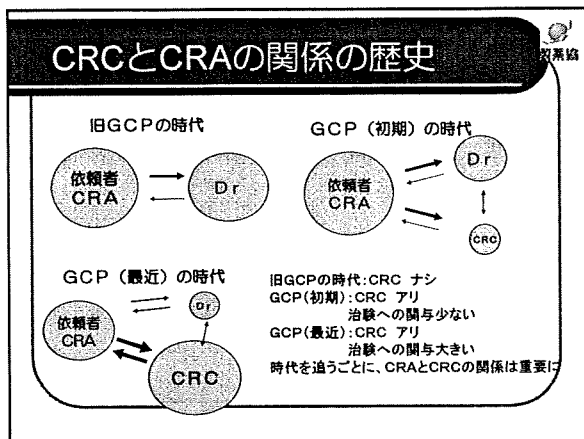 CRCとCRAの関係の歴史
製薬協
旧GCPの時代
依頼者
CRA
Dr
GCP(初期)の時代
依頼者
CRA
Dr
CRC
GCP(最近)の時代
依頼者
CRA
Dr
CRC
旧GCPの時代:CRC ナシ
GCP(初期):CRC アリ
治験への関与少ない
GCP(最近):CRC アリ
治験への関与大きい
時代を追うごとに、CRAとCRCの関係は重要に